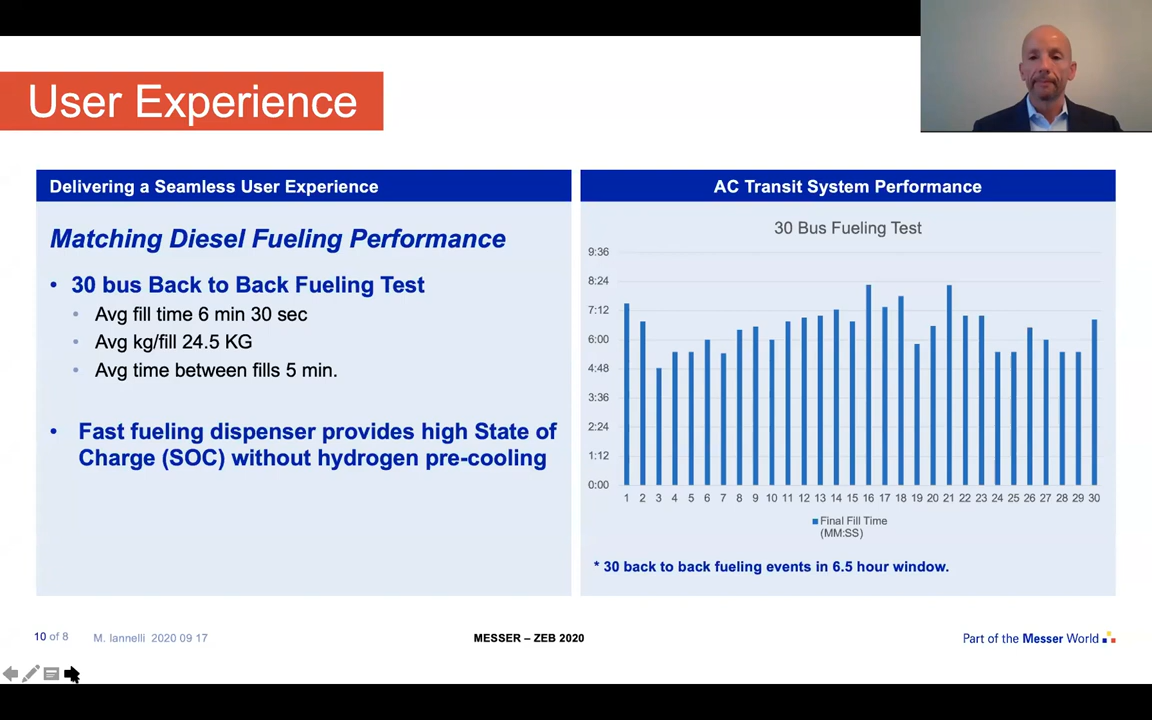 User Experience
Delivering a Seamless User Experience
Matching Diesel Fueling Performance
• 30 bus Back to Back Fueling Test
• Avg fill time 6 min 30 sec
• Avg kg/fill 24.5 KG
• Avg time between fills 5 min.
• Fast fueling dispenser provides high State of
Charge (SOC) without hydrogen pre-cooling
AC Transit System Performance
30 Bus Fueling Test
9:36
8:24
7:12
6:00
4:48
3:36
2:24
1:12
0:00
1 2 3 4 5 6 7 8 9 10 11 12 13 14 15 16 17 18 19 20 21 22 23 24 25 26 27 28 29 30
Final Fill Time
(MM:SS)
* 30 back to back fueling events in 6.5 hour window.
10 of 8 M. Iannelli 2020 09 17 MESSER – ZEB 2020 Part of the Messer World